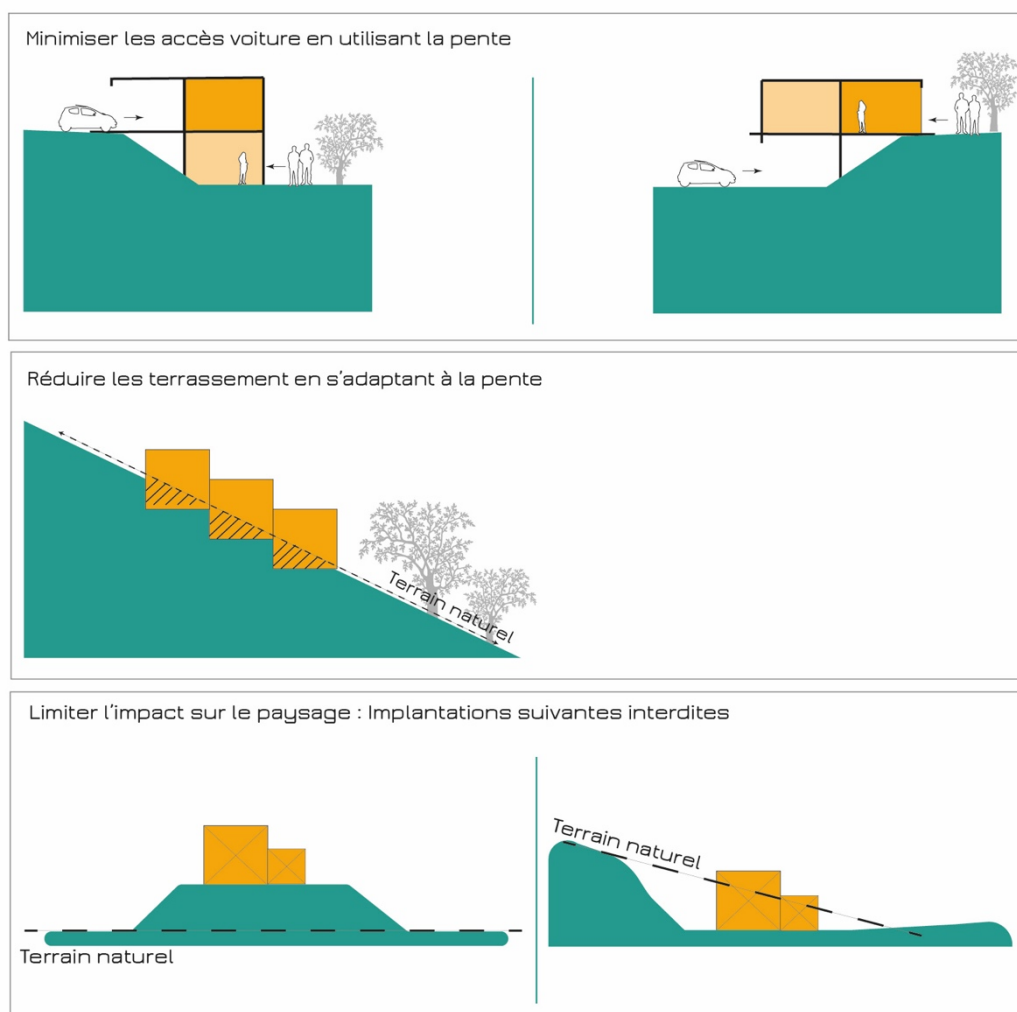 Minimiser les accès voiture en utilisant la pente
Réduire les terrassement en s'adaptant à la pente
Terrain naturel
Limiter l'impact sur le paysage : Implantations suivantes interdites
Terrain naturel
Terrain naturel